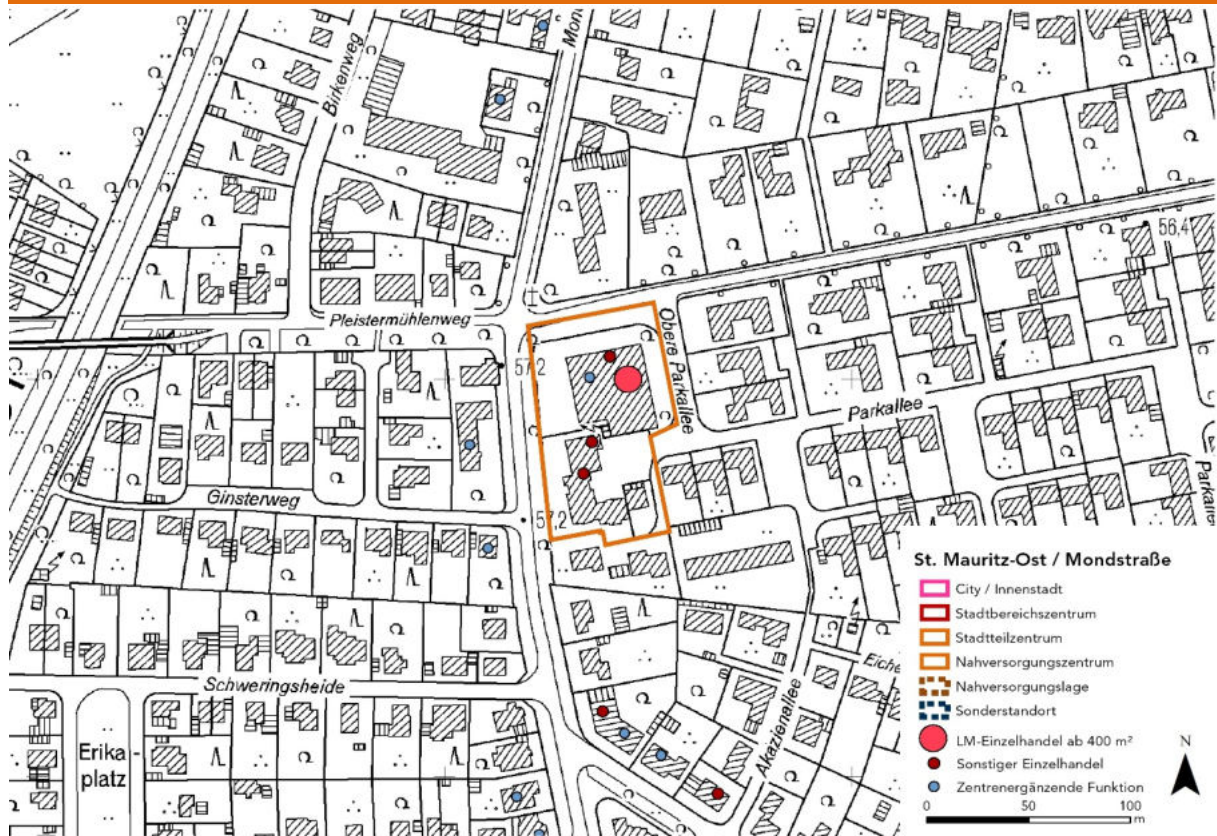 Birkenweg
Mon
56,4
Obere Parkallee
Pleistermühlenweg
57,2
Parkallee
Parkallee
Ginsterweg
57,2
St. Mauritz-Ost / Mondstraße
City / Innenstadt
Stadtbereichszentrum
Stadtteilzentrum
Nahversorgungszentrum
Nahversorgungslage
Sonderstandort
LM-Einzelhandel ab 400 m²
Sonstiger Einzelhandel
Zentrenergänzende Funktion
0 50 100 m
N
Eiche
Schweringsheide
Akazienallee
Erika-
platz